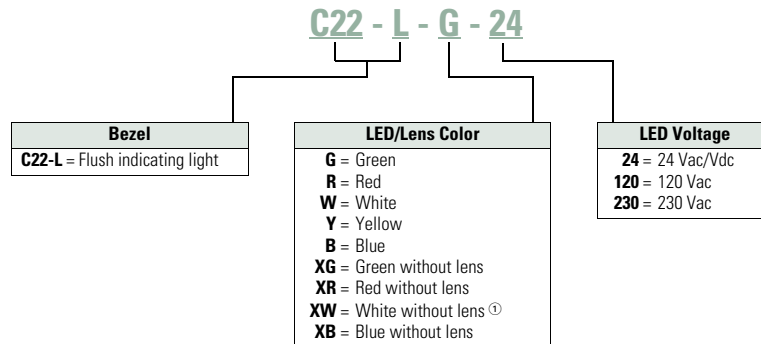 C22 - L - G - 24
Bezel
C22-L = Flush indicating light
LED/Lens Color
G = Green
R = Red
W = White
Y = Yellow
B = Blue
XG = Green without lens
XR = Red without lens
XW = White without lens ①
XB = Blue without lens
LED Voltage
24 = 24 Vac/Vdc
120 = 120 Vac
230 = 230 Vac